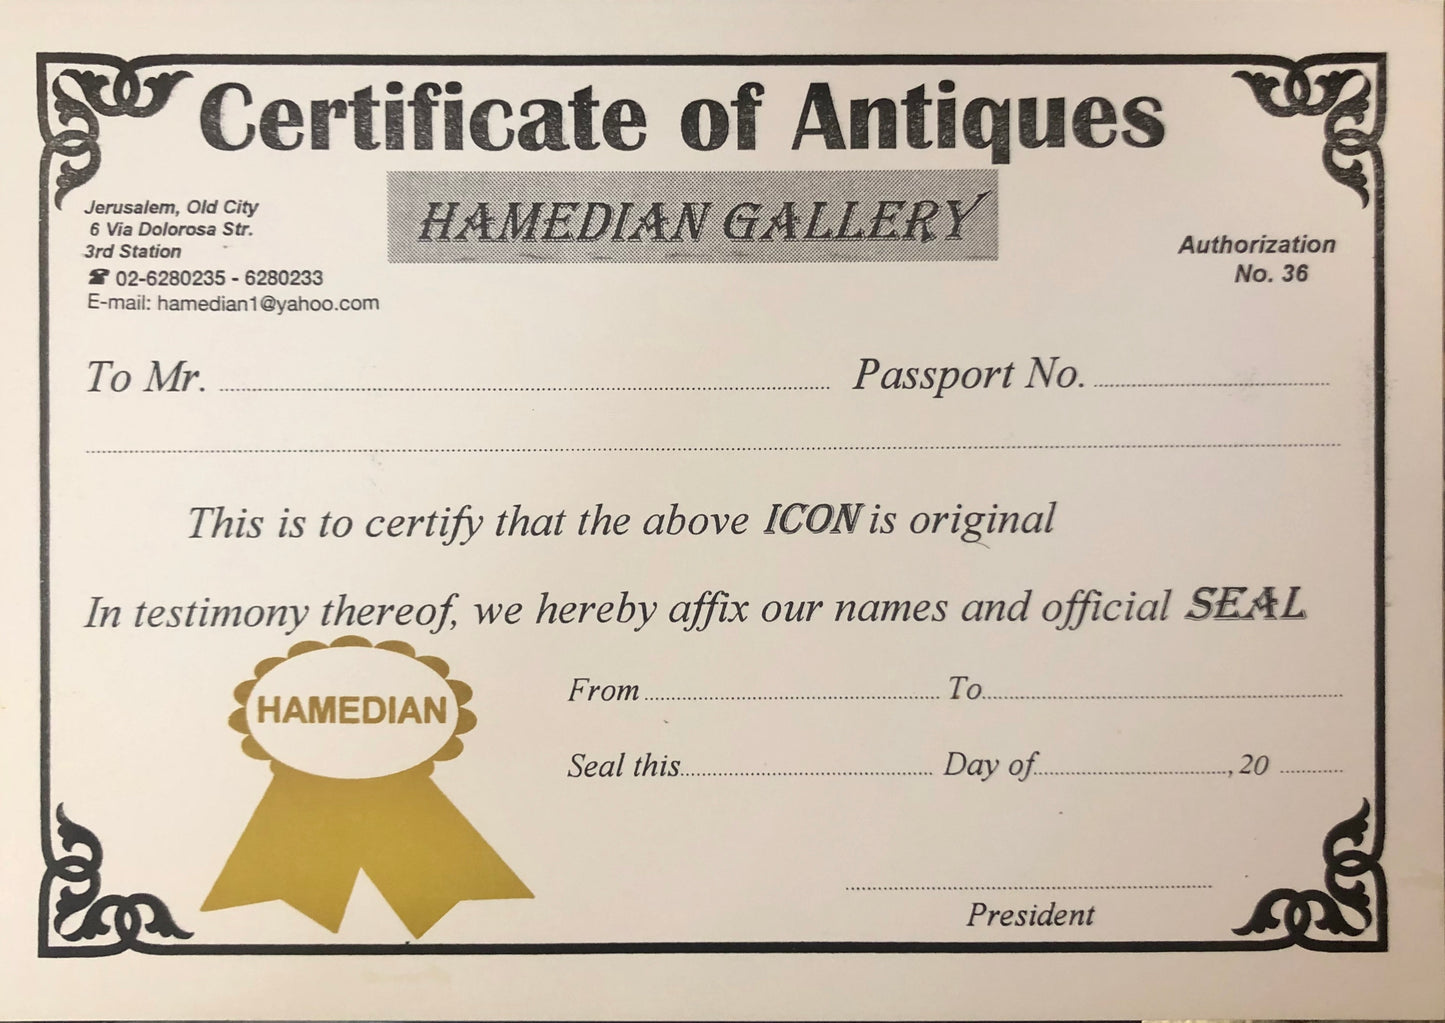 Certificate of Antiques
HAMEDIAN GALLERY
Jerusalem, Old City
6 Via Dolorosa Str.
3rd Station
☎ 02-6280235 - 6280233
E-mail: hamedian1@yahoo.com
Authorization
No. 36
To Mr. Passport No.
This is to certify that the above ICON is original
In testimony thereof, we hereby affix our names and official SEAL
HAMEDIAN
From To
Seal this Day of , 20
President